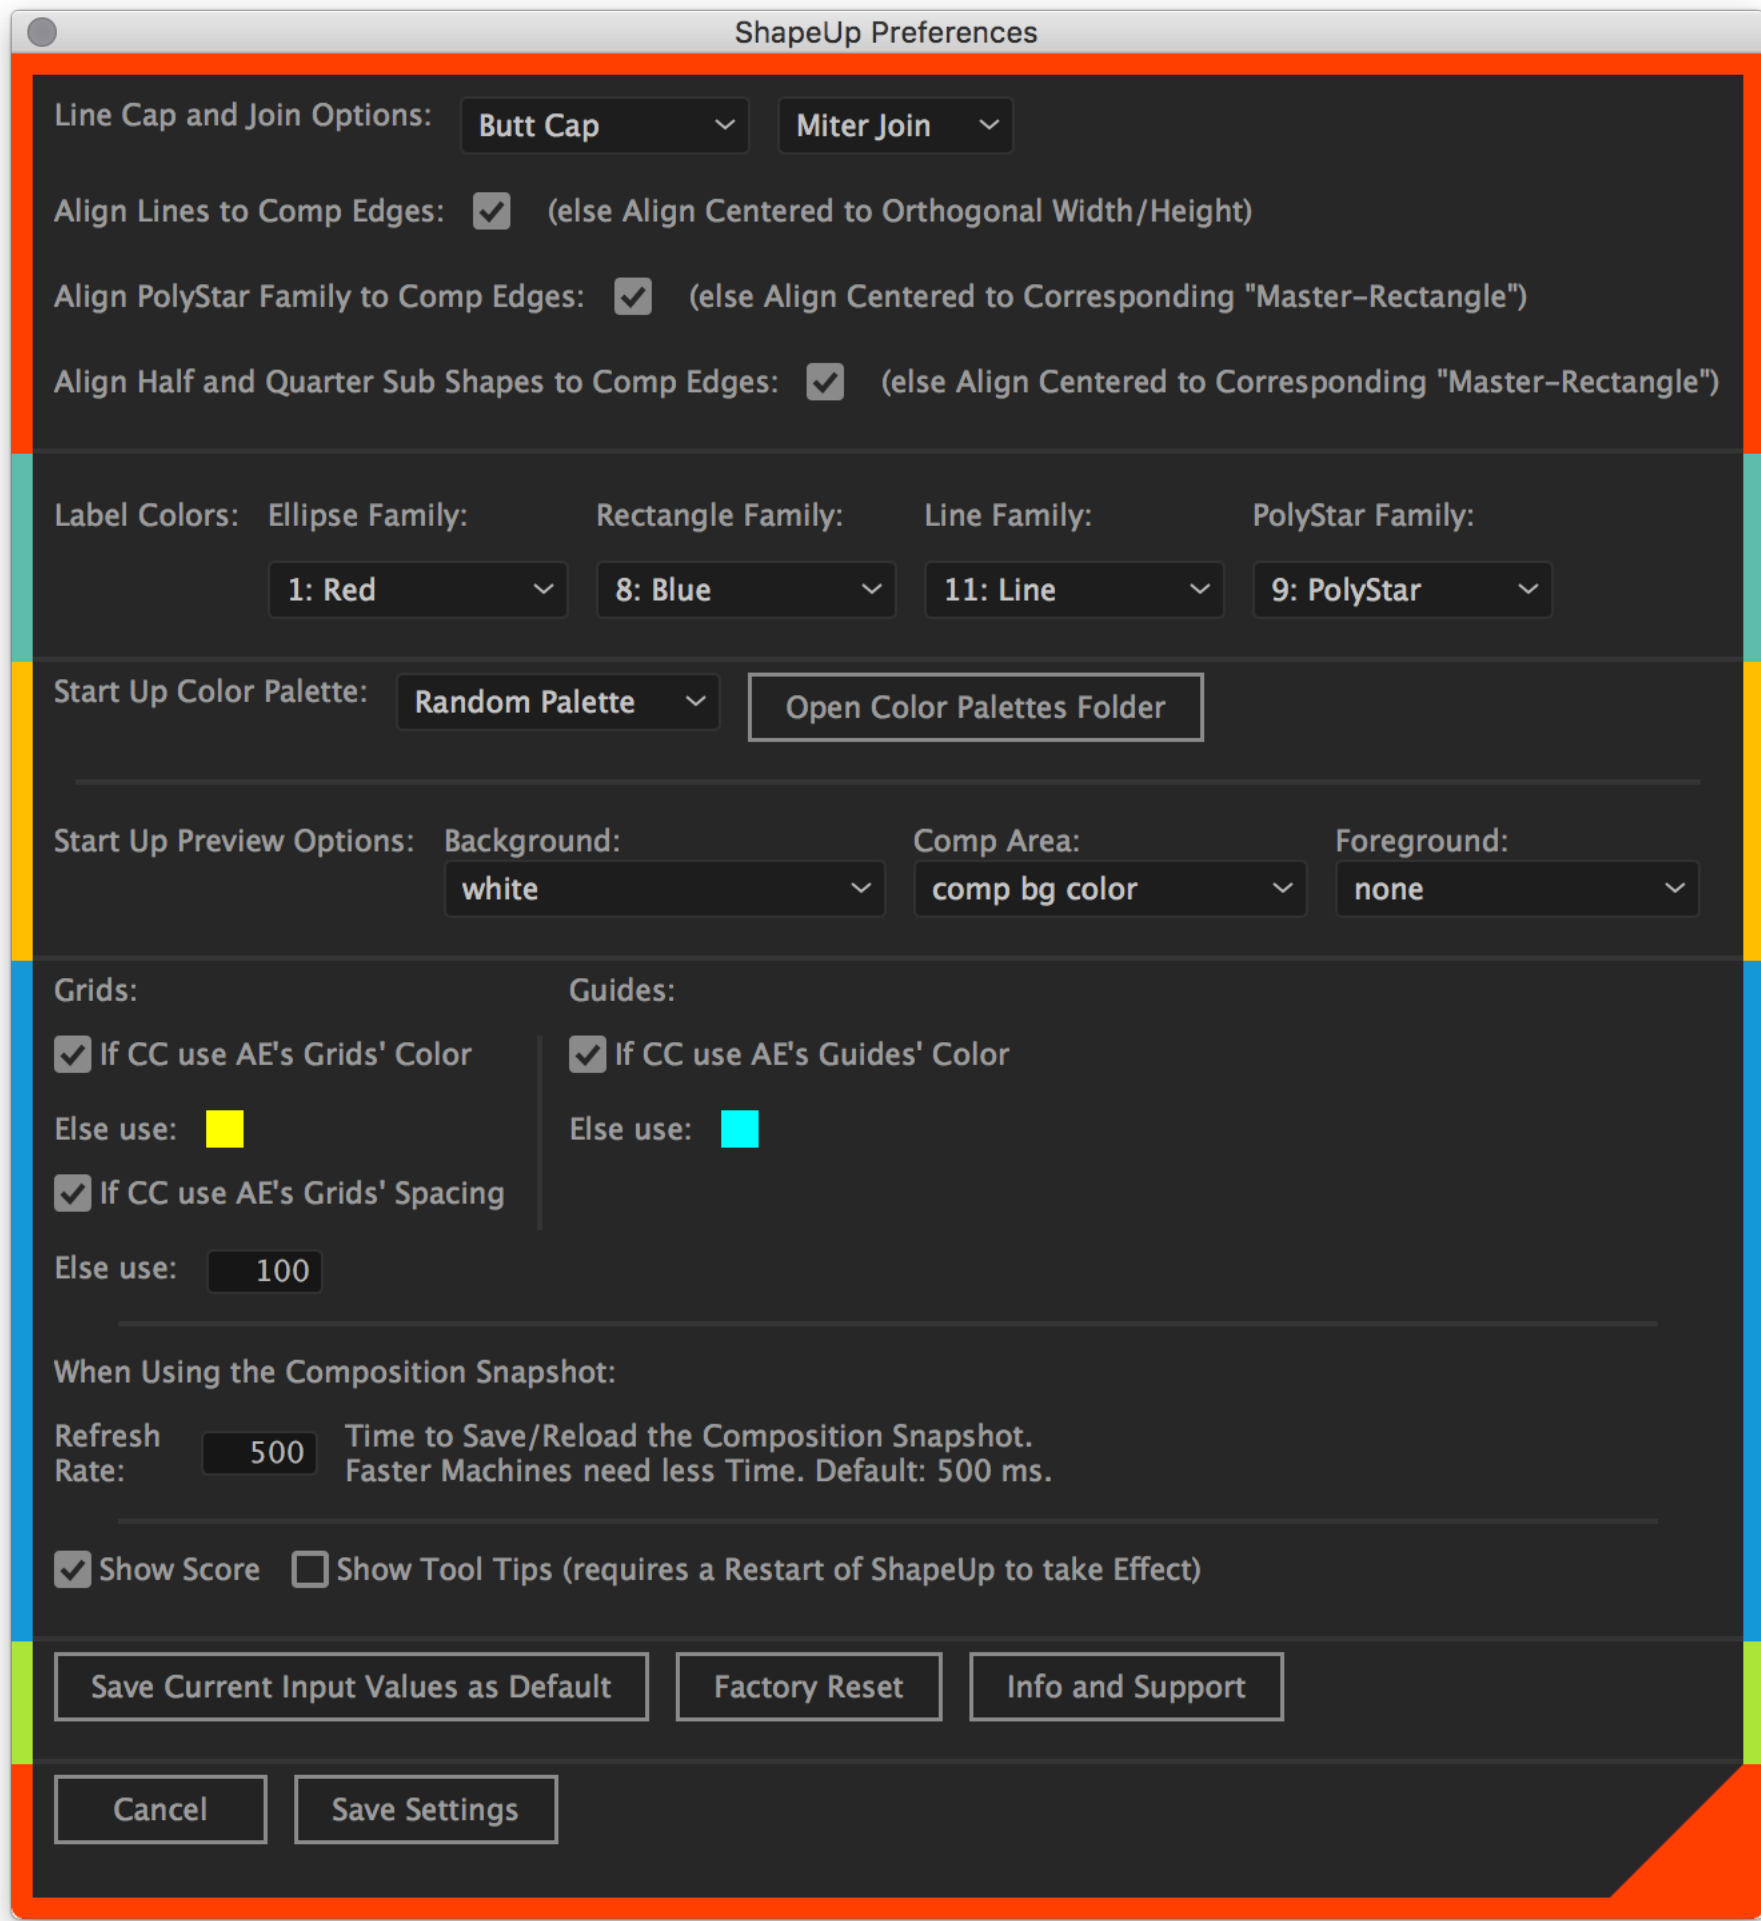 ShapeUp Preferences
Line Cap and Join Options: Butt Cap Miter Join
Align Lines to Comp Edges: (else Align Centered to Orthogonal Width/Height)
Align PolyStar Family to Comp Edges: (else Align Centered to Corresponding "Master-Rectangle")
Align Half and Quarter Sub Shapes to Comp Edges: (else Align Centered to Corresponding "Master-Rectangle")
Label Colors: Ellipse Family: Rectangle Family: Line Family: PolyStar Family:
1: Red 8: Blue 11: Line 9: PolyStar
Start Up Color Palette: Random Palette Open Color Palettes Folder
Start Up Preview Options: Background: Comp Area: Foreground:
white comp bg color none
Grids: Guides:
If CC use AE's Grids' Color If CC use AE's Guides' Color
Else use: Else use:
If CC use AE's Grids' Spacing
Else use: 100
When Using the Composition Snapshot:
Refresh Rate: 500 Time to Save/Reload the Composition Snapshot.
Faster Machines need less Time. Default: 500 ms.
Show Score Show Tool Tips (requires a Restart of ShapeUp to take Effect)
Save Current Input Values as Default Factory Reset Info and Support
Cancel Save Settings